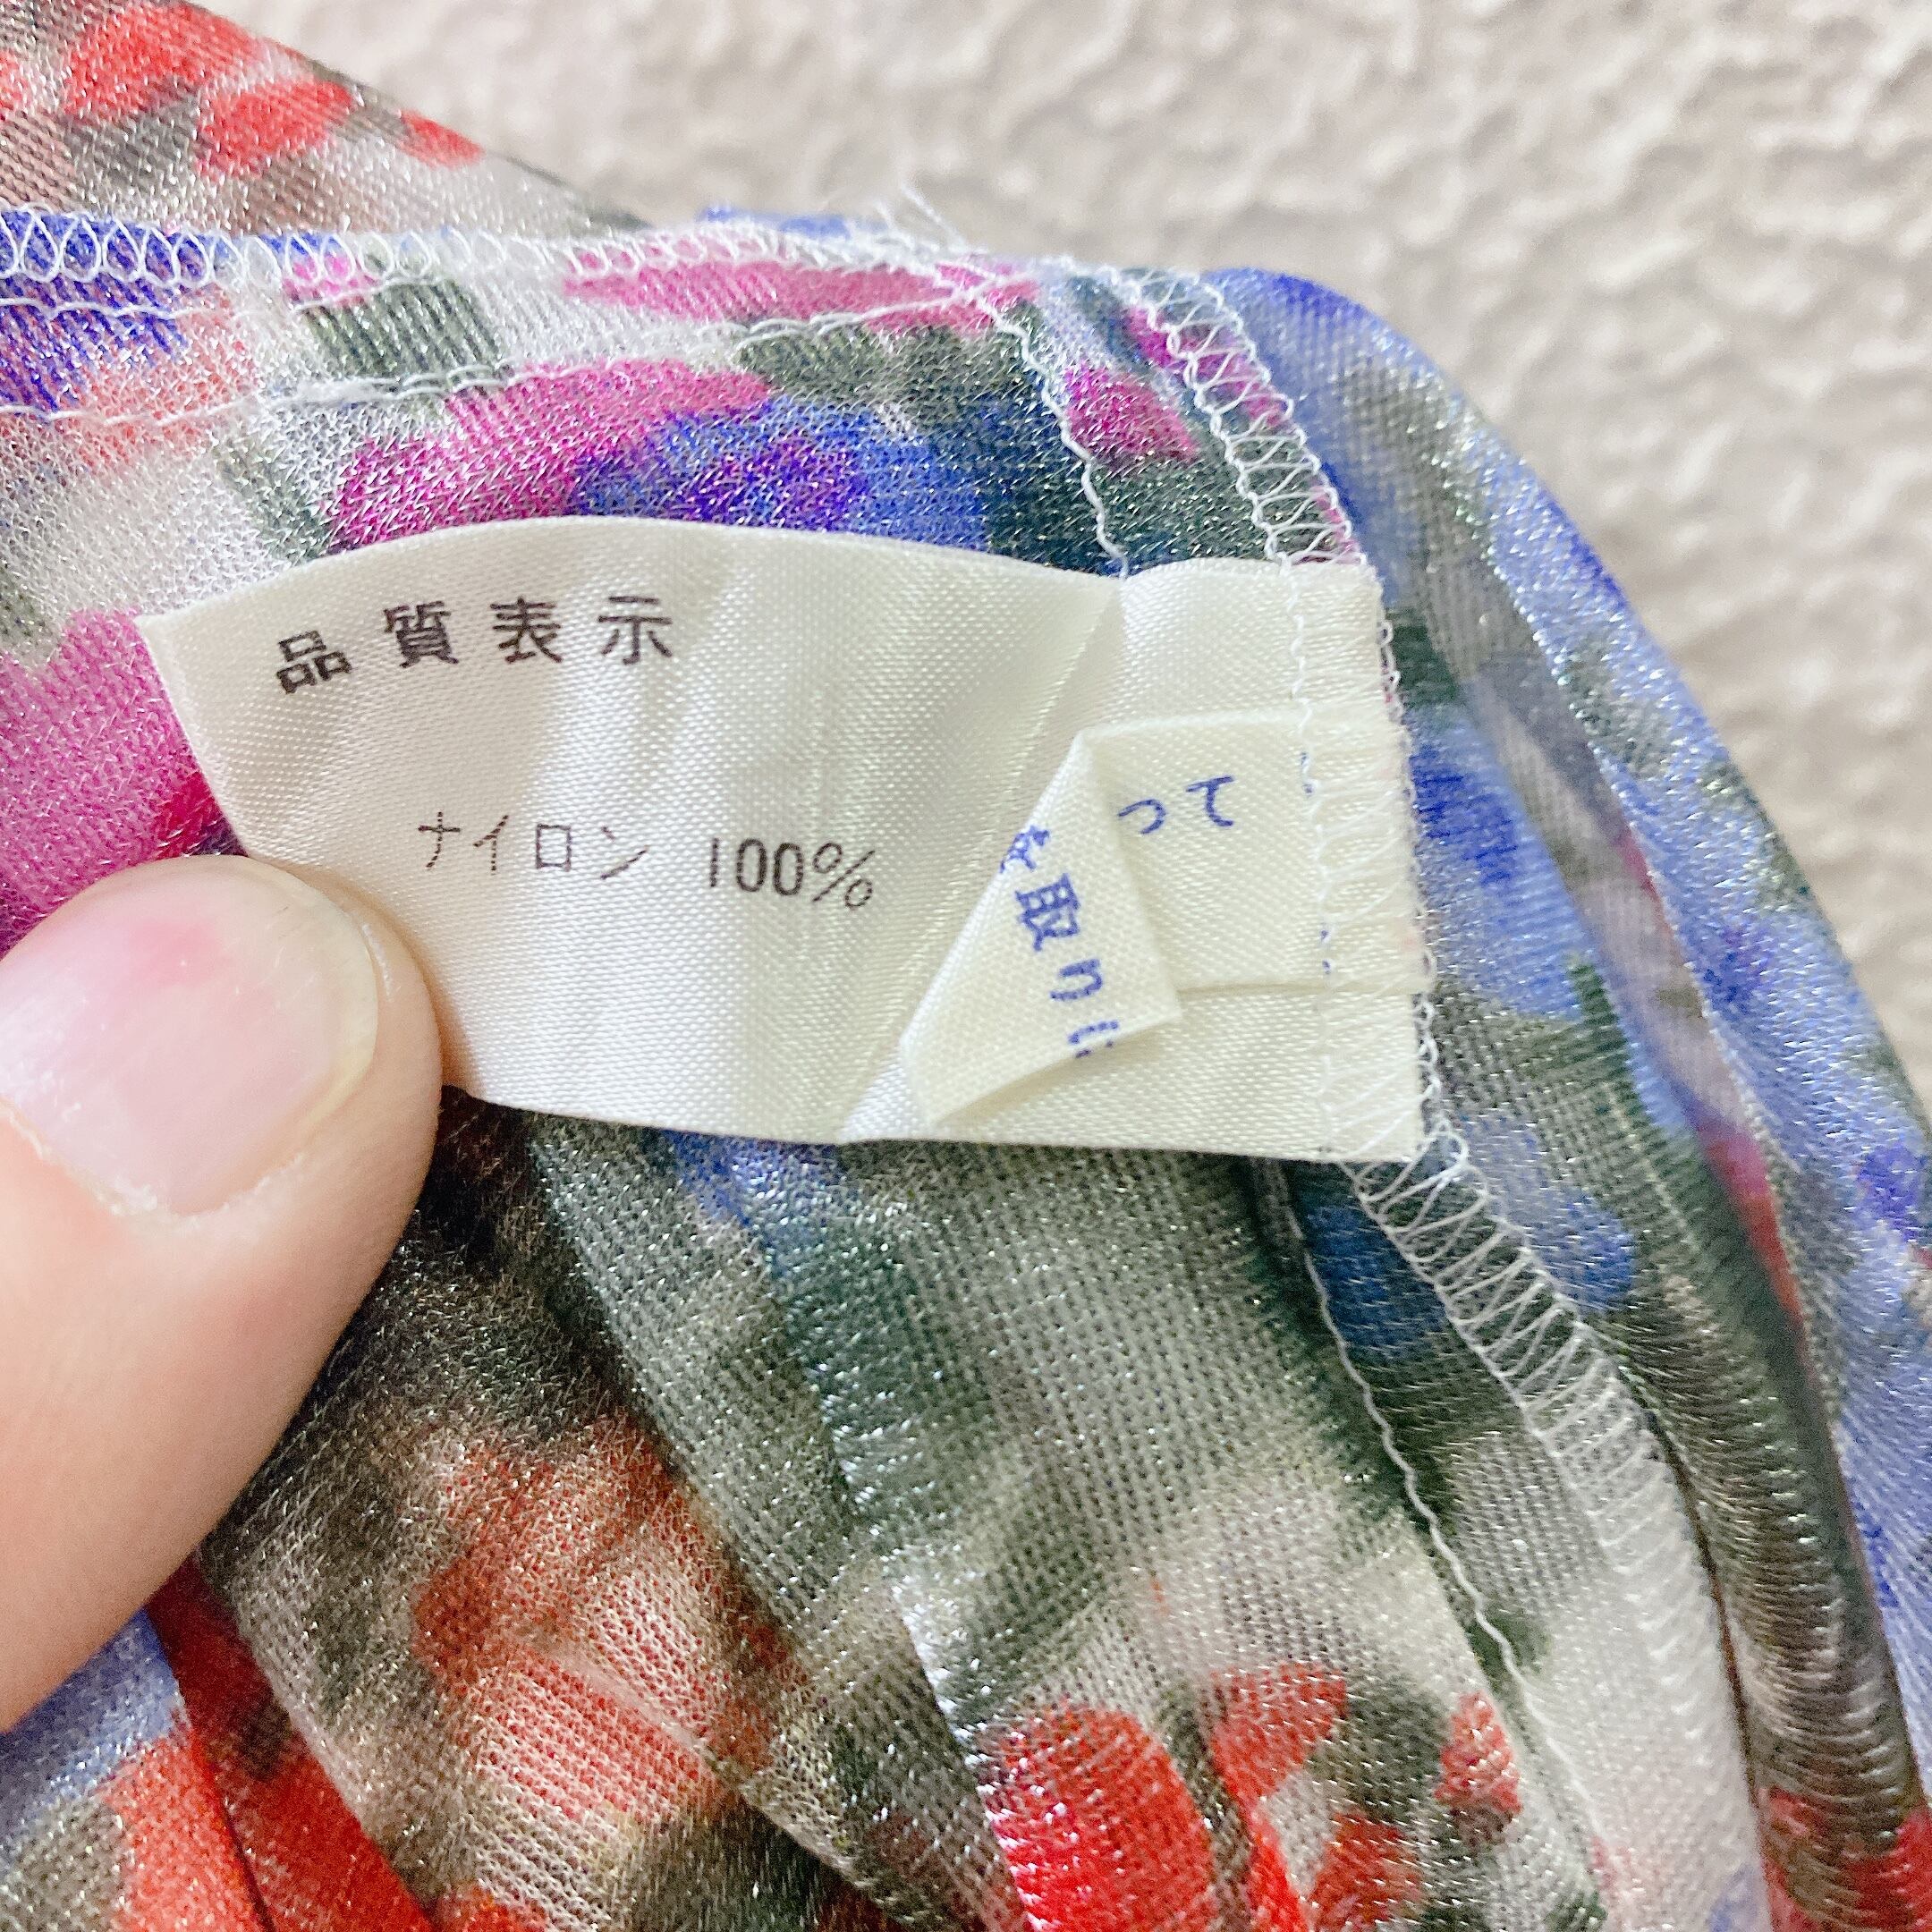 品質表示
ナイロン 100%
って
を取り